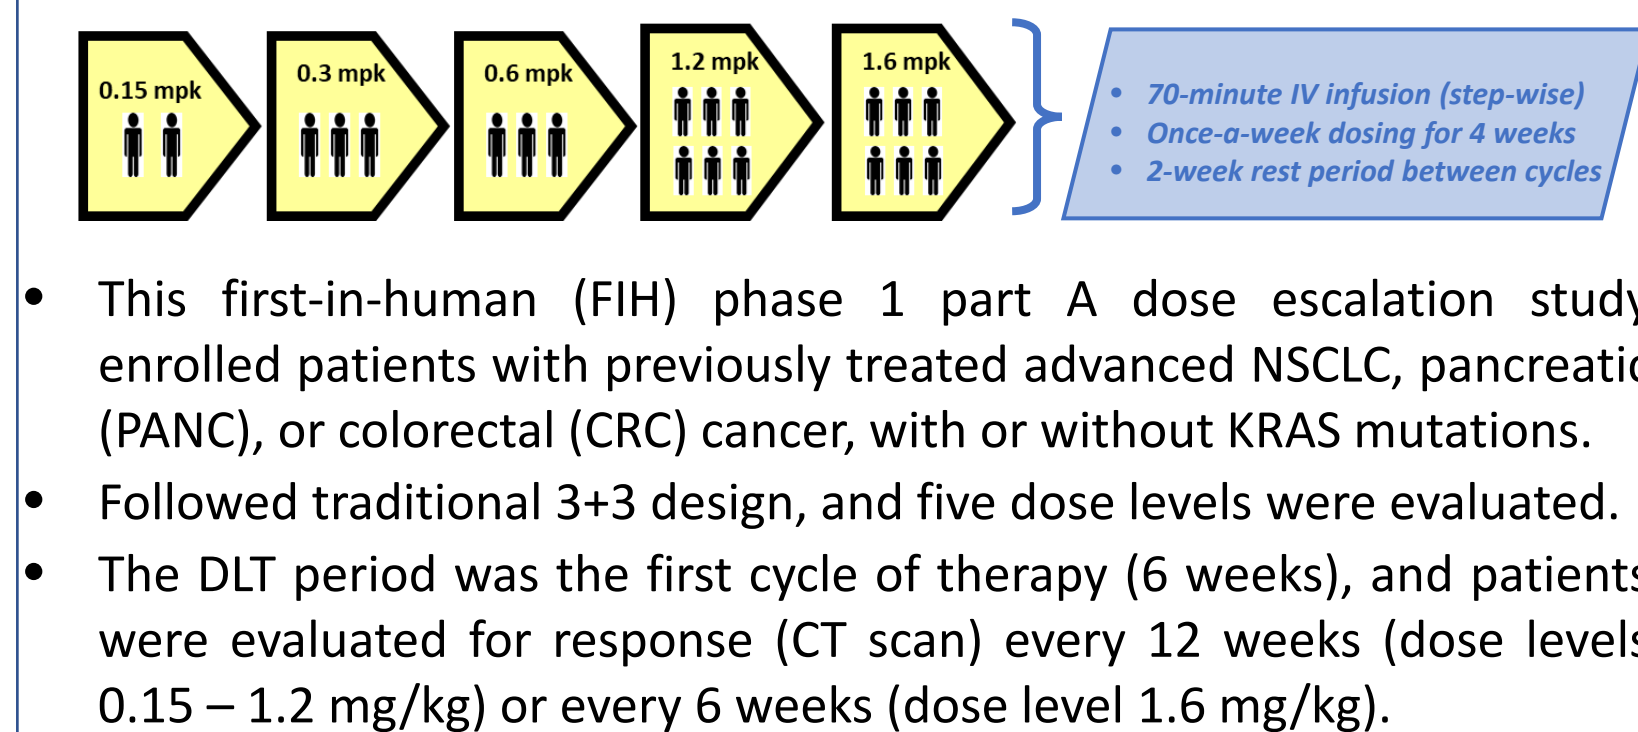 0.15 mpk
0.3 mpk
0.6 mpk
1.2 mpk
1.6 mpk
• 70-minute IV infusion (step-wise)
• Once-a-week dosing for 4 weeks
• 2-week rest period between cycles
• This first-in-human (FIH) phase 1 part A dose escalation study
enrolled patients with previously treated advanced NSCLC, pancreatic
(PANC), or colorectal (CRC) cancer, with or without KRAS mutations.
• Followed traditional 3+3 design, and five dose levels were evaluated.
• The DLT period was the first cycle of therapy (6 weeks), and patients
were evaluated for response (CT scan) every 12 weeks (dose levels
0.15 – 1.2 mg/kg) or every 6 weeks (dose level 1.6 mg/kg).